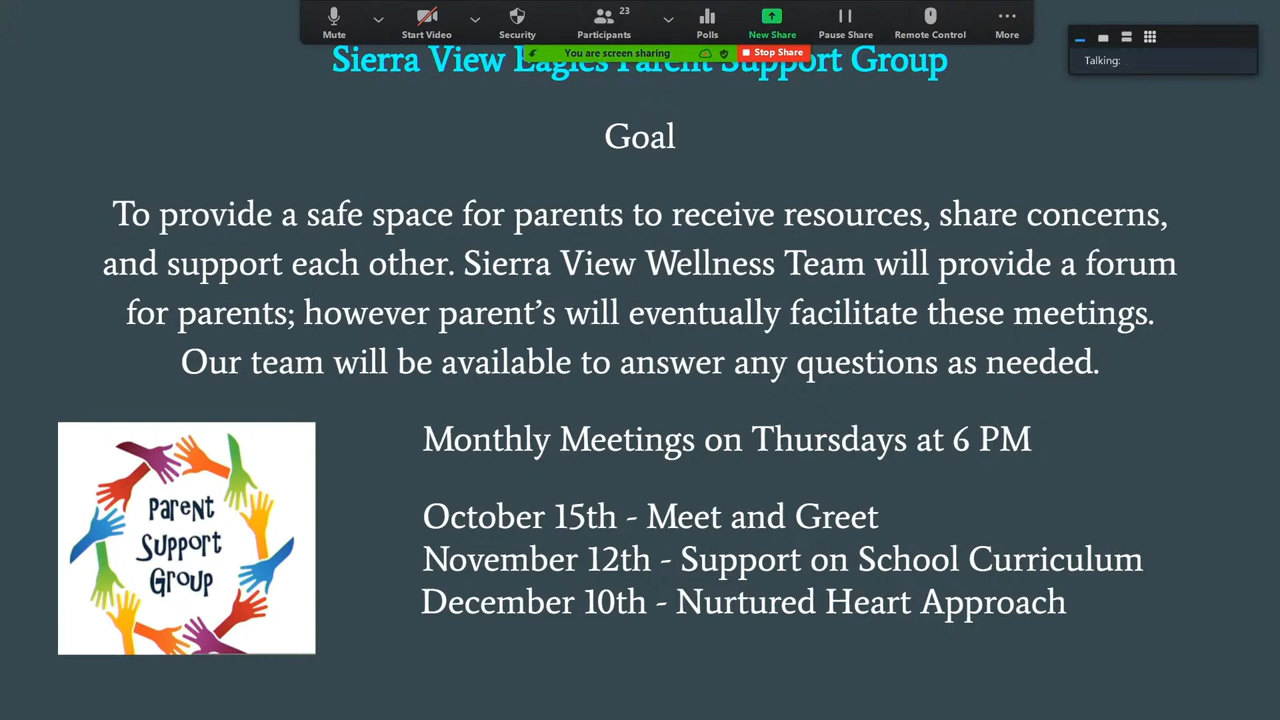 23
Mute
Start Video
Security
Participants
Polls
New Share
Pause Share
Remote Control
More
You are screen sharing
Stop Share
Talking:
Sierra View Eagles Parent Support Group
Goal
To provide a safe space for parents to receive resources, share concerns,
and support each other. Sierra View Wellness Team will provide a forum
for parents; however parent’s will eventually facilitate these meetings.
Our team will be available to answer any questions as needed.
Monthly Meetings on Thursdays at 6 PM
October 15th - Meet and Greet
November 12th - Support on School Curriculum
December 10th - Nurtured Heart Approach
Parent
Support
Group